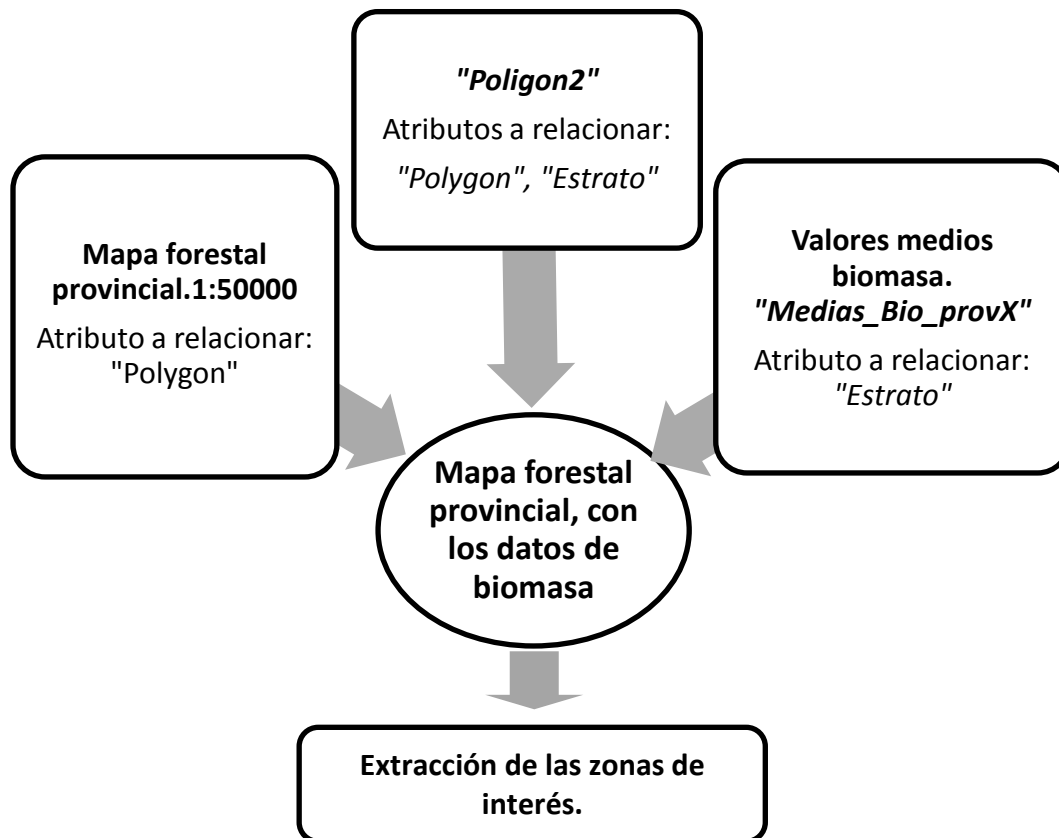 "Poligon2"
Atributos a relacionar:
"Polygon", "Estrato"
Mapa forestal
provincial.1:50000
Atributo a relacionar:
"Polygon"
Valores medios
biomasa.
"Medias_Bio_provX"
Atributo a relacionar:
"Estrato"
Mapa forestal
provincial, con
los datos de
biomasa
Extracción de las zonas de
interés.